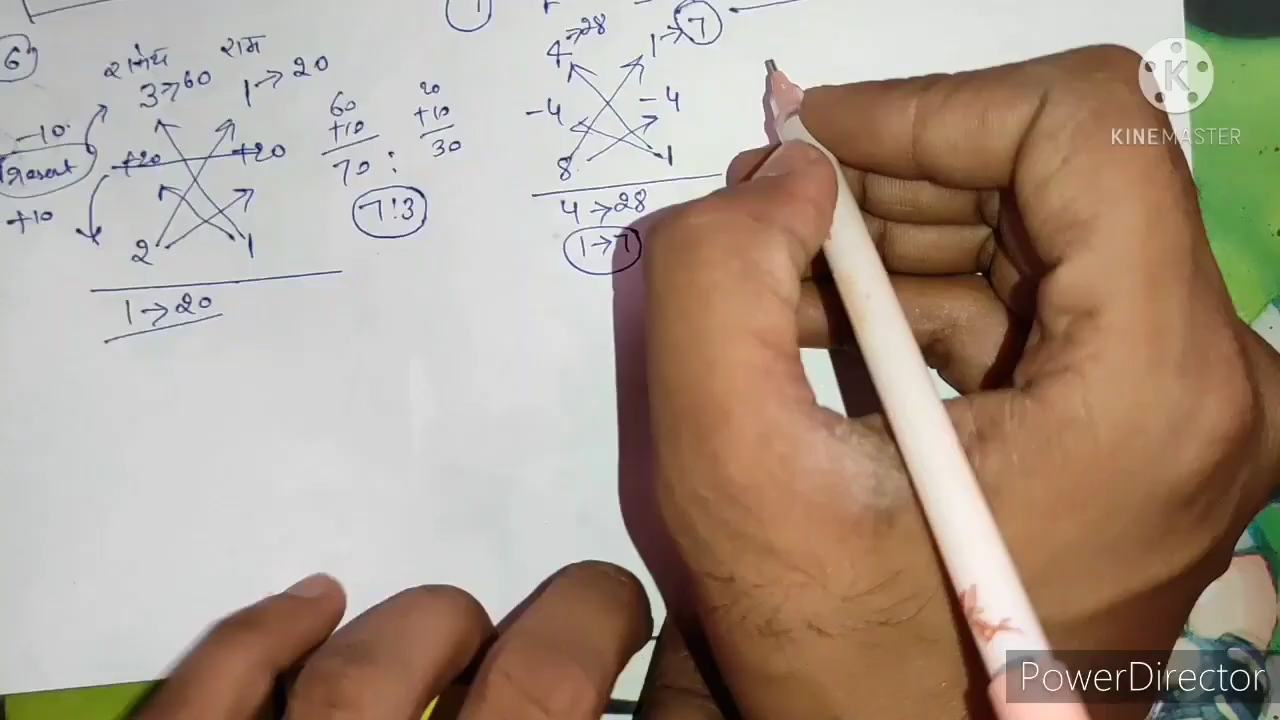 6
राम
3→60 1→20
-10
Present
+20 +20
+10
2 1
1→20
60 20
+10 +10
70 : 30
7:3
4→28 1→7
-4 -4
8 1
4→28
1→7
K
KINEMASTER
PowerDirector